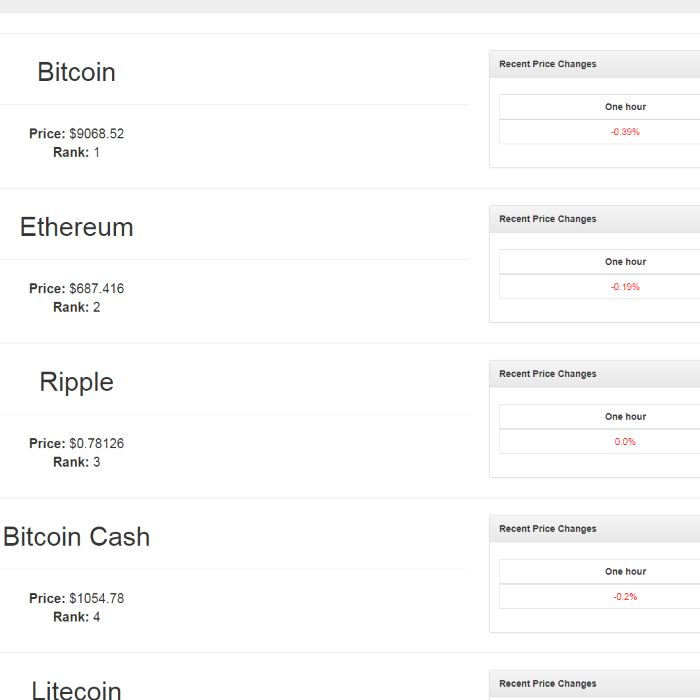 Bitcoin
Price: $9068.52
Rank: 1
Recent Price Changes
One hour
-0.39%
Ethereum
Price: $687.416
Rank: 2
Recent Price Changes
One hour
-0.19%
Ripple
Price: $0.78126
Rank: 3
Recent Price Changes
One hour
0.0%
Bitcoin Cash
Price: $1054.78
Rank: 4
Recent Price Changes
One hour
-0.2%
Litecoin
Recent Price Changes